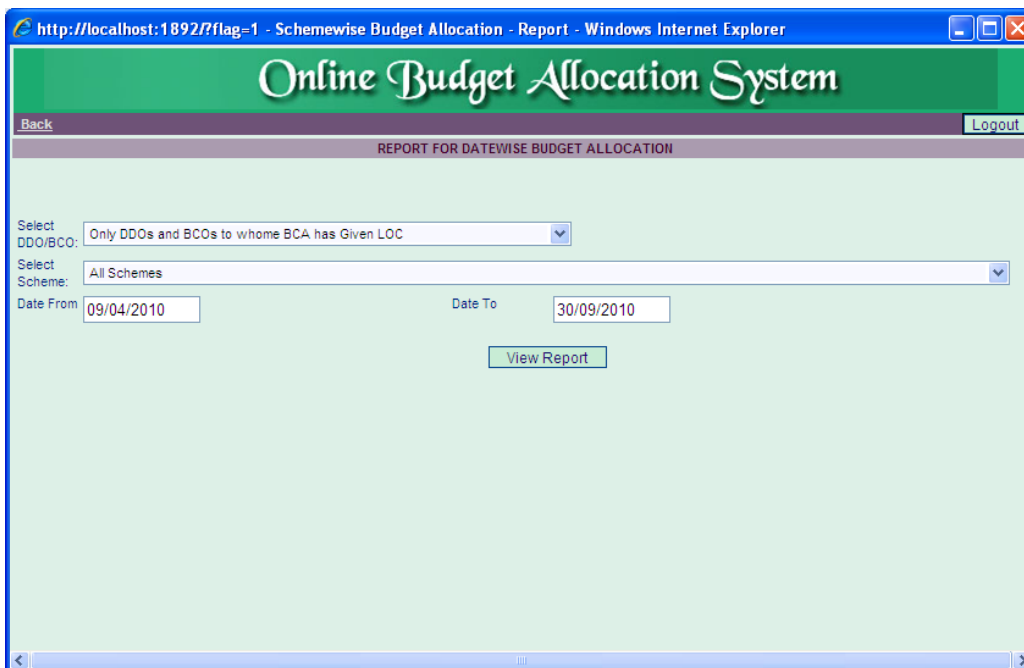 http://localhost:1892/?flag=1 - Schemewise Budget Allocation - Report - Windows Internet Explorer
Online Budget Allocation System
Back Logout
REPORT FOR DATEWISE BUDGET ALLOCATION
Select
DDO/BCO: Only DDOs and BCOs to whome BCA has Given LOC
Select
Scheme: All Schemes
Date From 09/04/2010 Date To 30/09/2010
View Report